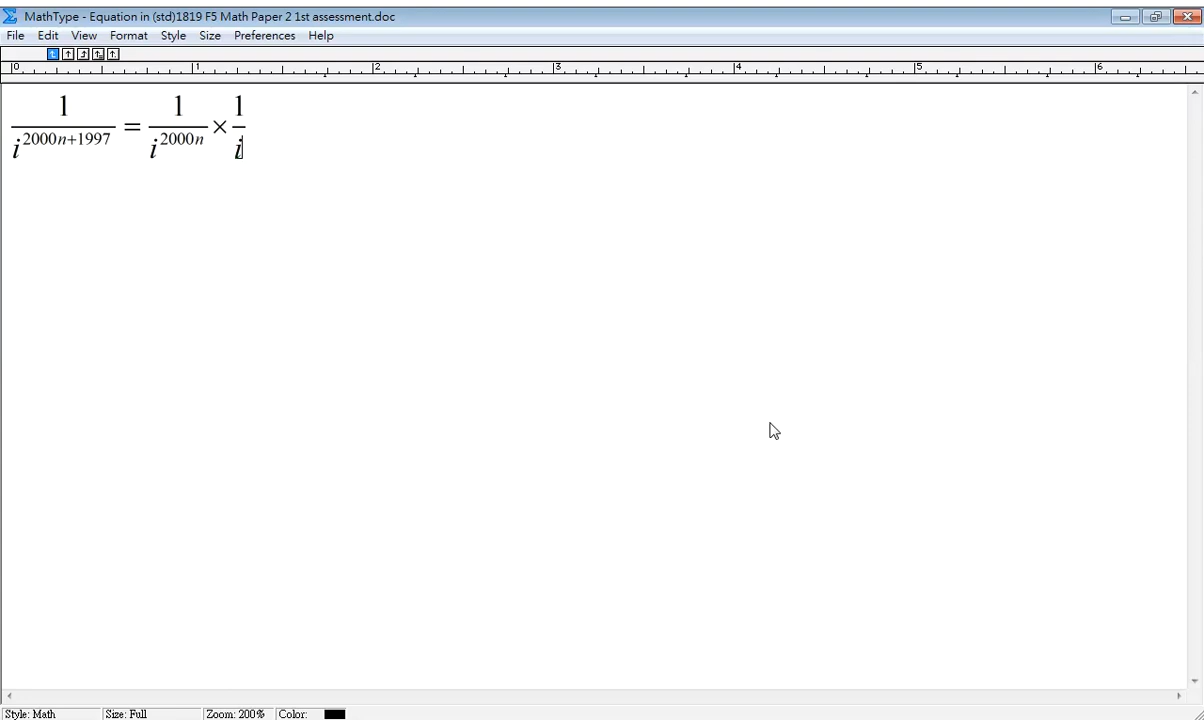 MathType - Equation in (std)1819 F5 Math Paper 2 1st assessment.doc
File Edit View Format Style Size Preferences Help
0 1 2 3 4 5 6
1 1 1
i^{2000n+1997} = i^{2000n} × i
Style: Math Size: Full Zoom: 200% Color: